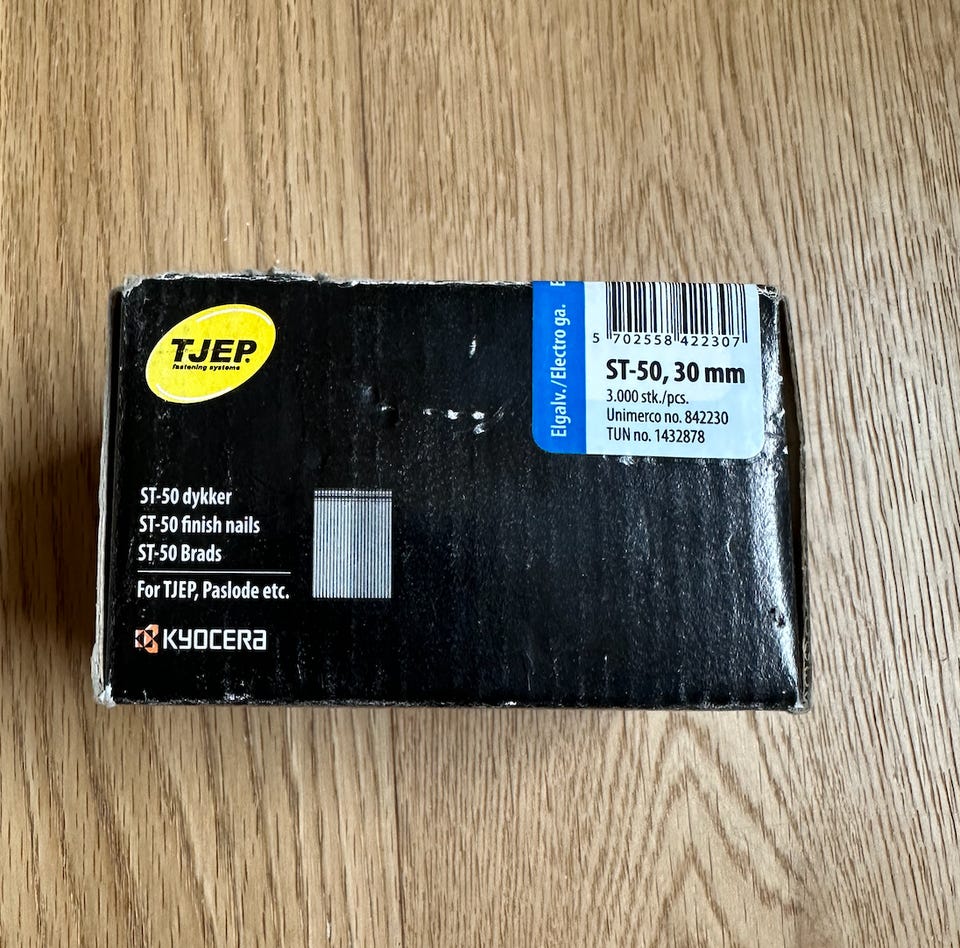 TJEP.
fastening systems
ST-50 dykker
ST-50 finish nails
ST-50 Brads
For TJEP, Paslode etc.
KYOCERA
Elgalv./Electro ga.
5 702558 422307
ST-50, 30 mm
3.000 stk./pcs.
Unimerco no. 842230
TUN no. 1432878